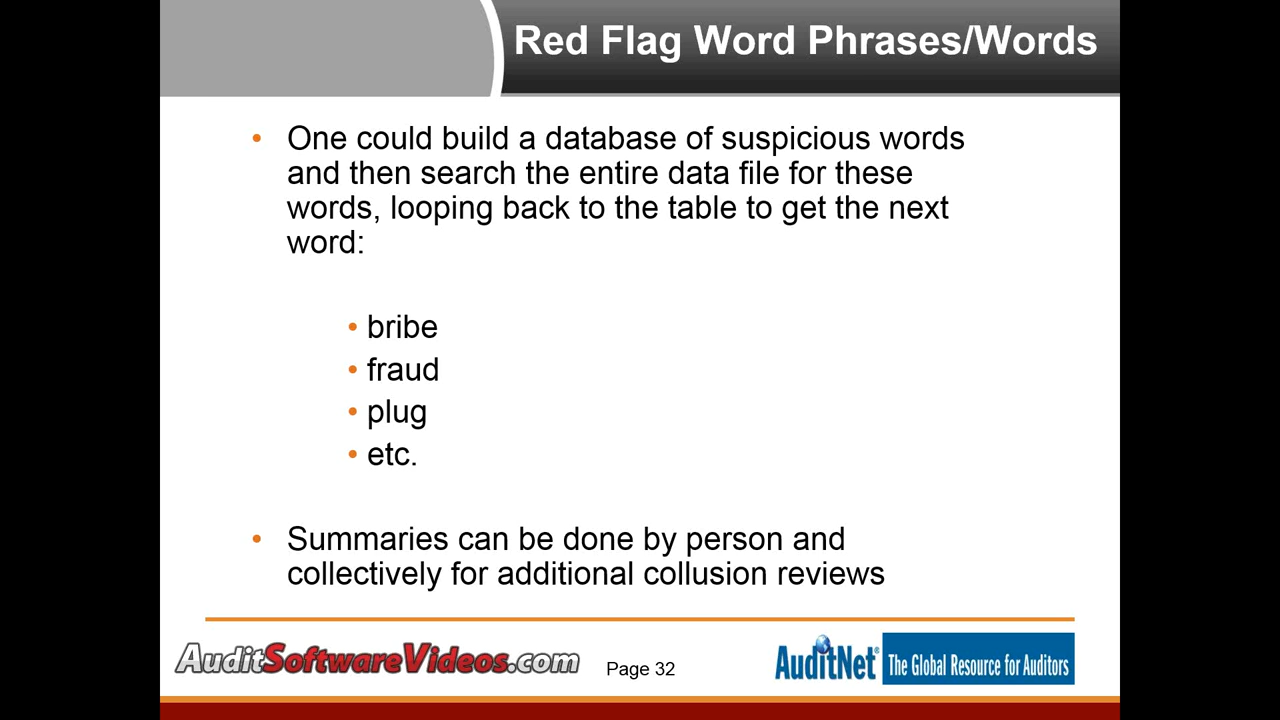 Red Flag Word Phrases/Words
• One could build a database of suspicious words
and then search the entire data file for these
words, looping back to the table to get the next
word:
• bribe
• fraud
• plug
• etc.
• Summaries can be done by person and
collectively for additional collusion reviews
AuditSoftwareVideos.com
Page 32
AuditNet® The Global Resource for Auditors